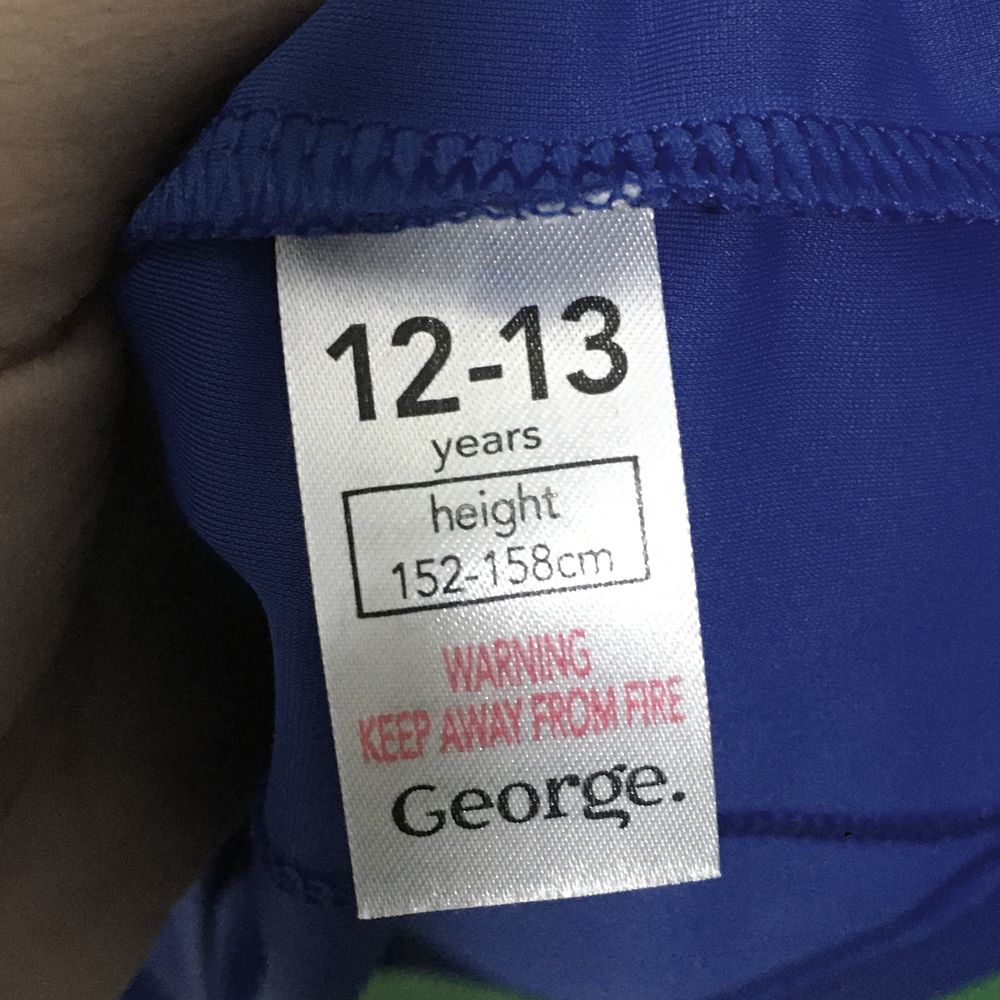 12-13
years
height
152-158cm
WARNING
KEEP AWAY FROM FIRE
George.